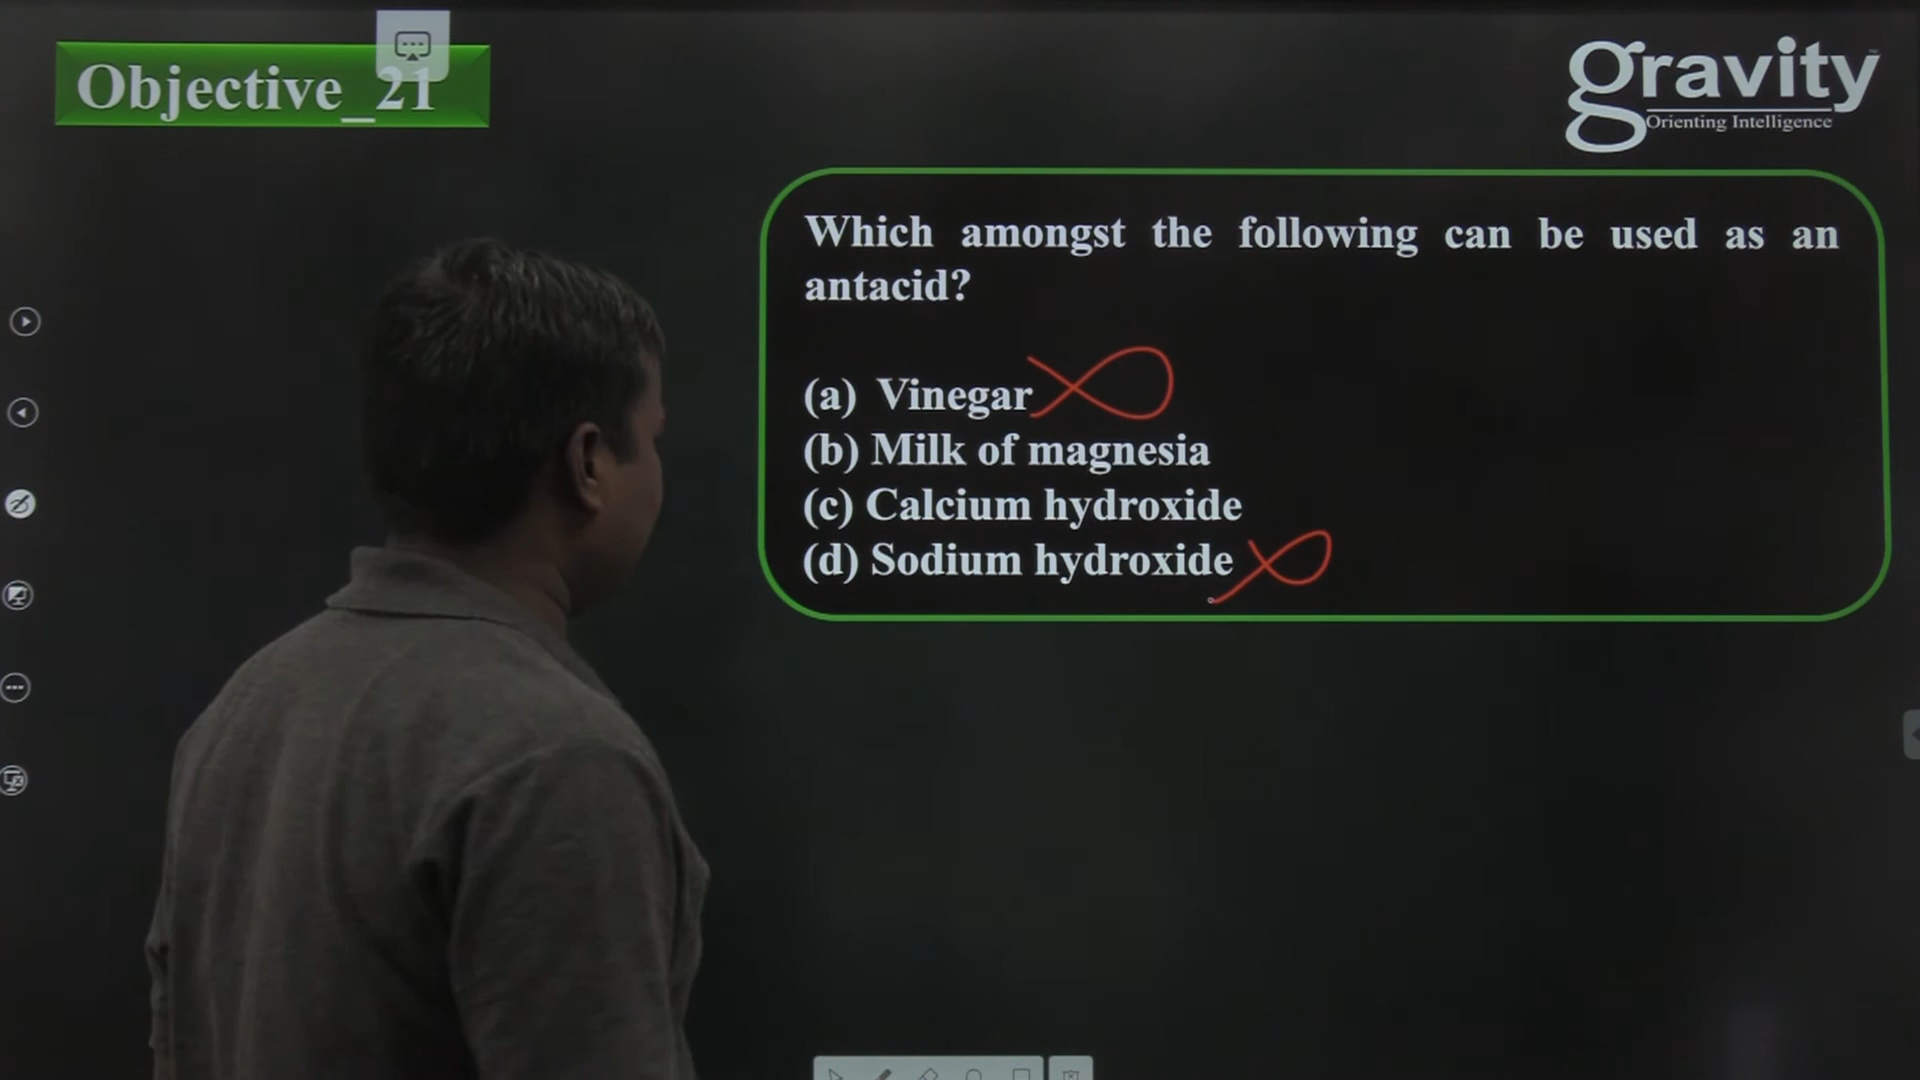 Objective_21
gravity
Orienting Intelligence
Which amongst the following can be used as an
antacid?
(a) Vinegar
(b) Milk of magnesia
(c) Calcium hydroxide
(d) Sodium hydroxide